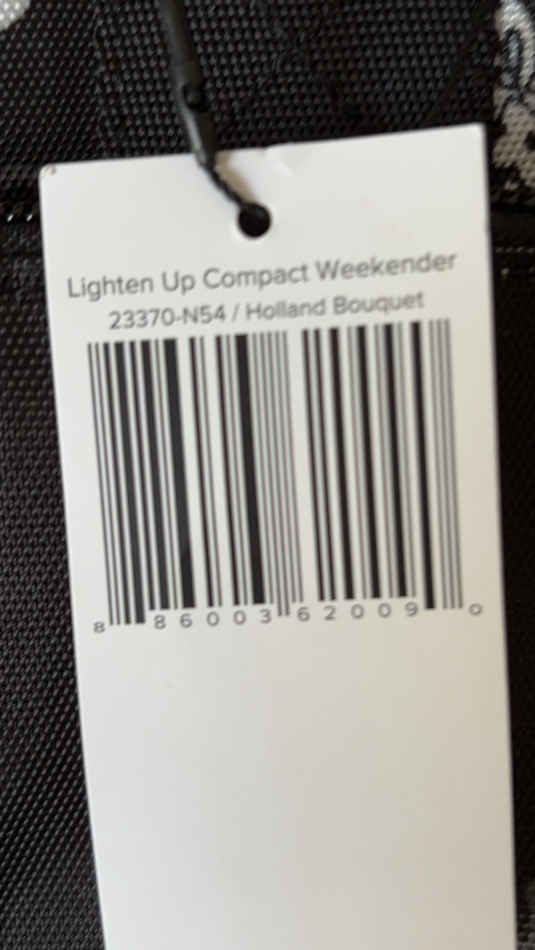 Lighten Up Compact Weekender
23370-N54 / Holland Bouquet
8 86003 62009 0